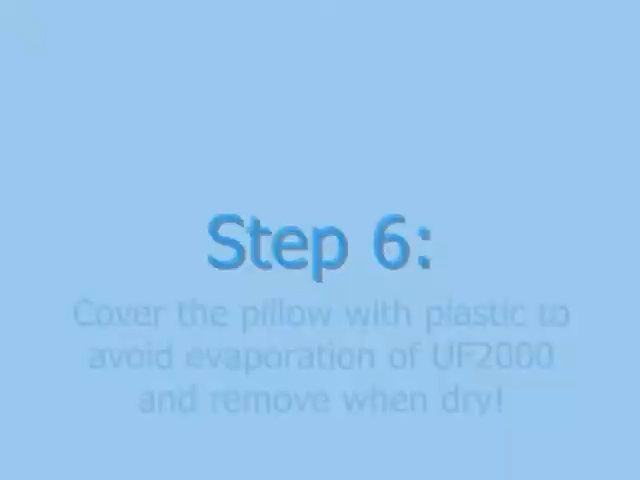 Step 6:
Cover the pillow with plastic to
avoid evaporation of UF2000
and remove when dry!